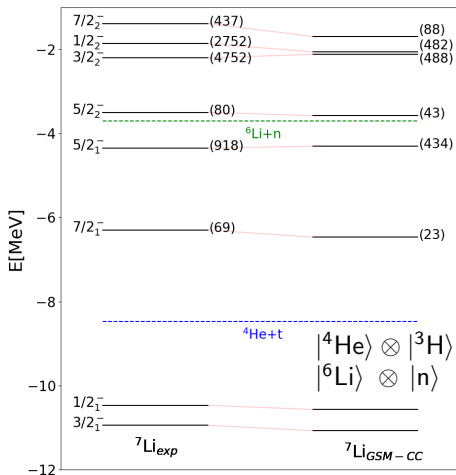 7/2₂⁻ (437) (88)
−2 1/2₂⁻ (2752) (482)
3/2₂⁻ (4752) (488)
5/2₂⁻ (80) (43)
−4 ⁶Li+n
5/2₁⁻ (918) (434)
−6 7/2₁⁻ (69) (23)
E[MeV]
−8
⁴He+t
|⁴He⟩ ⊗ |³H⟩
|⁶Li⟩ ⊗ |n⟩
−10
1/2₁⁻
3/2₁⁻
⁷Li_exp ⁷Li_GSM−CC
−12